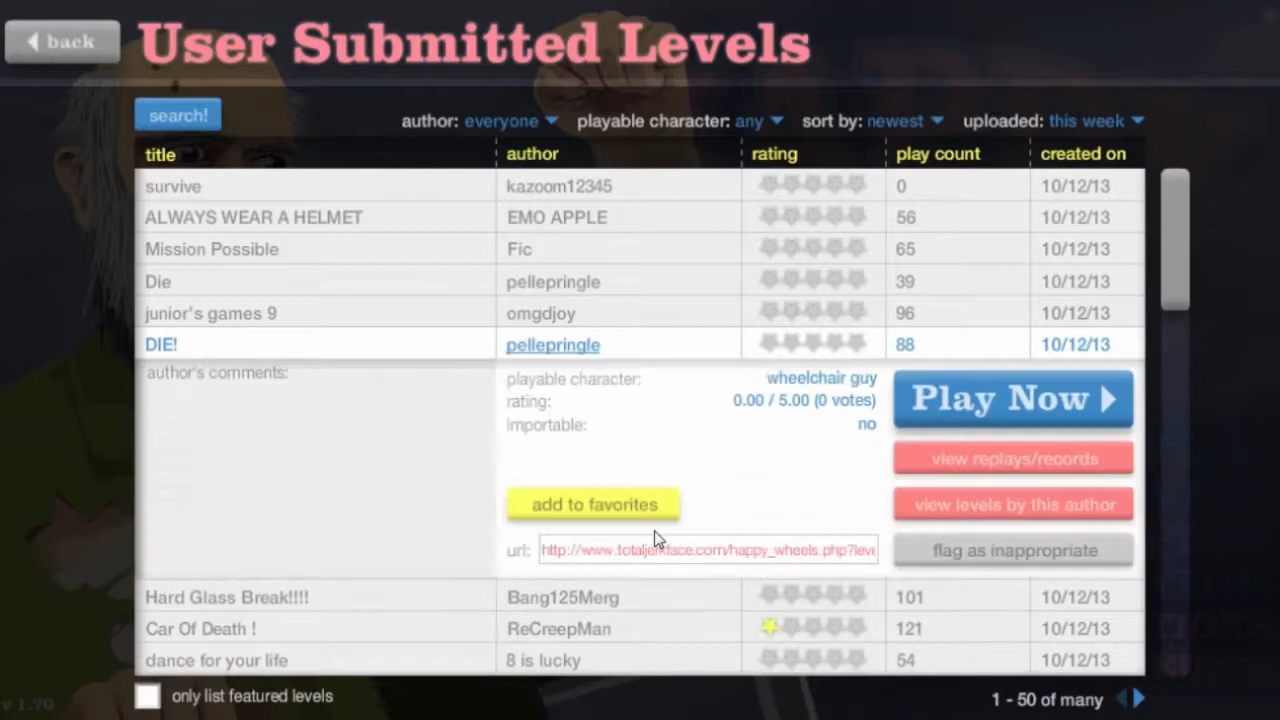 back
User Submitted Levels
search!
author: everyone playable character: any sort by: newest uploaded: this week
title author rating play count created on
survive kazoom12345 0 10/12/13
ALWAYS WEAR A HELMET EMO APPLE 56 10/12/13
Mission Possible Fic 65 10/12/13
Die pellepringle 39 10/12/13
junior's games 9 omgdjoy 96 10/12/13
DIE! pellepringle 88 10/12/13
author's comments:
playable character: wheelchair guy
rating: 0.00 / 5.00 (0 votes)
importable: no
Play Now
view replays/records
add to favorites
view levels by this author
url: http://www.totaljerkface.com/happy_wheels.php?leve
flag as inappropriate
Hard Glass Break!!!! Bang125Merg 101 10/12/13
Car Of Death ! ReCreepMan 121 10/12/13
dance for your life 8 is lucky 54 10/12/13
only list featured levels
1 - 50 of many
v 1.70